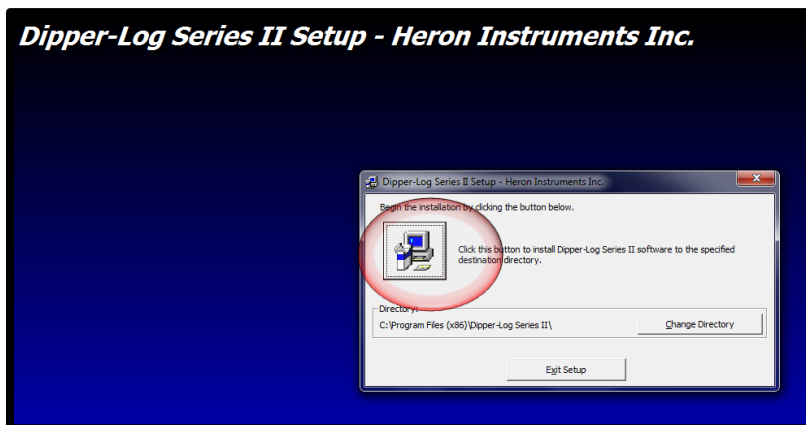 Dipper-Log Series II Setup - Heron Instruments Inc.
Dipper-Log Series II Setup - Heron Instruments Inc.
Begin the installation by clicking the button below.
Click this button to install Dipper-Log Series II software to the specified
destination directory.
Directory:
C:\Program Files (x86)\Dipper-Log Series II\
Change Directory
Exit Setup